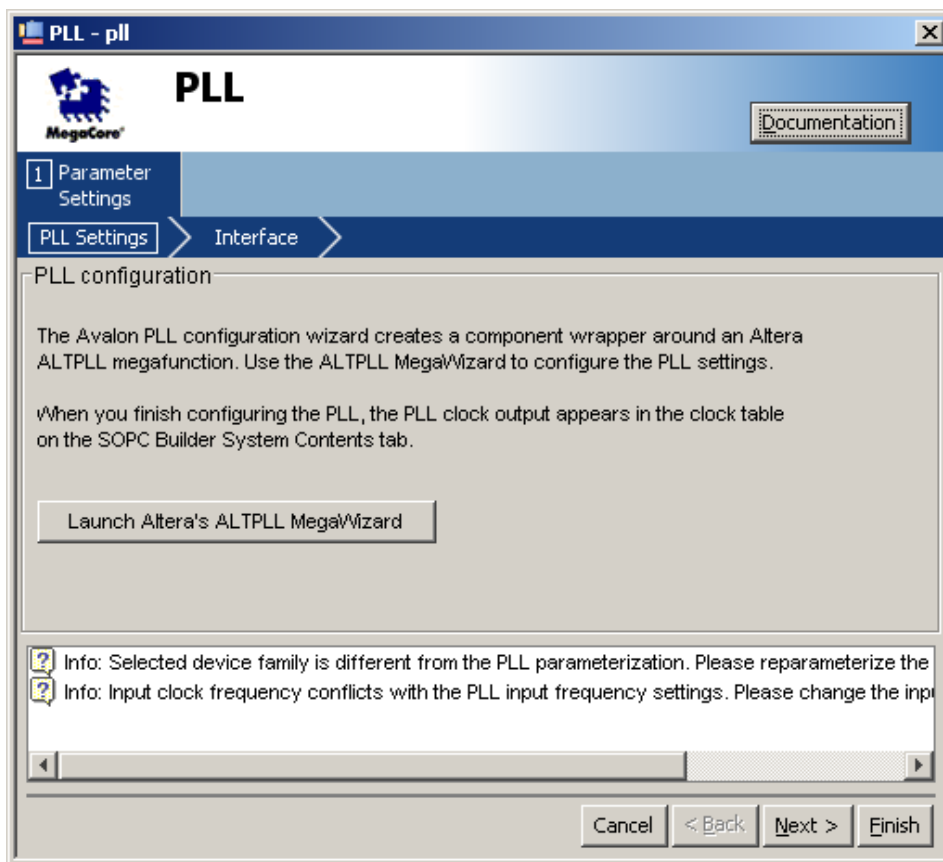 PLL - pll
PLL
MegaCore®
Documentation
1 Parameter
Settings
PLL Settings
Interface
PLL configuration
The Avalon PLL configuration wizard creates a component wrapper around an Altera
ALTPLL megafunction. Use the ALTPLL MegaWizard to configure the PLL settings.
When you finish configuring the PLL, the PLL clock output appears in the clock table
on the SOPC Builder System Contents tab.
Launch Altera's ALTPLL MegaWizard
Info: Selected device family is different from the PLL parameterization. Please reparameterize the
Info: Input clock frequency conflicts with the PLL input frequency settings. Please change the inpu
Cancel
< Back
Next >
Finish